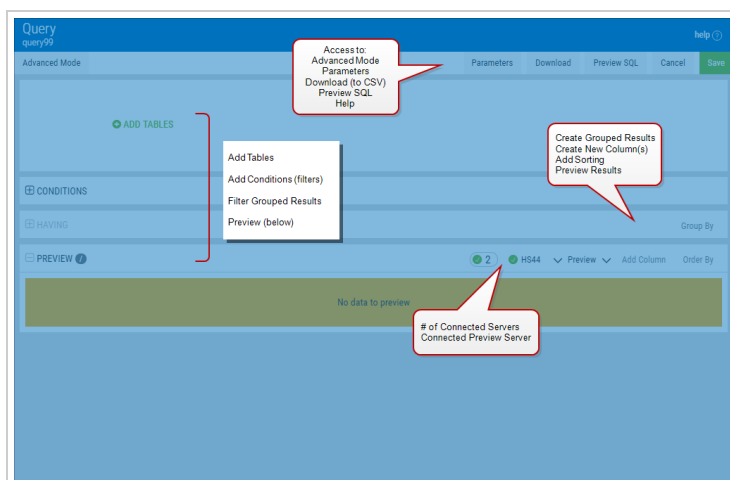 Query
query99
help ?
Advanced Mode
Parameters
Download
Preview SQL
Cancel
Save
Access to:
Advanced Mode
Parameters
Download (to CSV)
Preview SQL
Help
ADD TABLES
Add Tables
Add Conditions (filters)
Filter Grouped Results
Preview (below)
Create Grouped Results
Create New Column(s)
Add Sorting
Preview Results
CONDITIONS
HAVING
Group By
PREVIEW i
2
HS44
Preview
Add Column
Order By
No data to preview
# of Connected Servers
Connected Preview Server